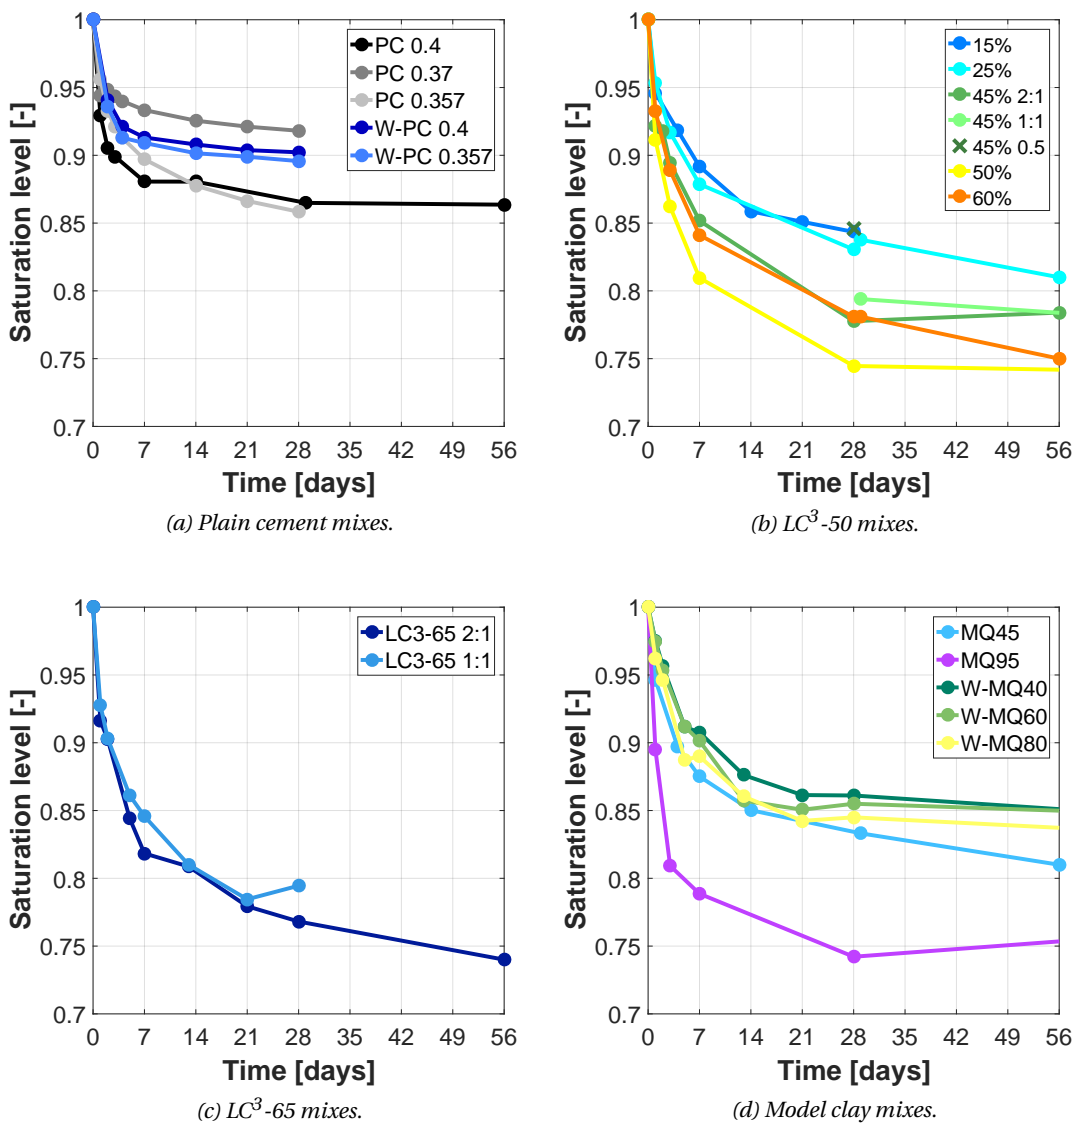 1
0.95
0.9
0.85
0.8
0.75
0.7
Saturation level [-]
0 7 14 21 28 35 42 49 56
Time [days]
PC 0.4
PC 0.37
PC 0.357
W-PC 0.4
W-PC 0.357
(a) Plain cement mixes.
1
0.95
0.9
0.85
0.8
0.75
0.7
Saturation level [-]
0 7 14 21 28 35 42 49 56
Time [days]
15%
25%
45% 2:1
45% 1:1
45% 0.5
50%
60%
(b) LC³-50 mixes.
1
0.95
0.9
0.85
0.8
0.75
0.7
Saturation level [-]
0 7 14 21 28 35 42 49 56
Time [days]
LC3-65 2:1
LC3-65 1:1
(c) LC³-65 mixes.
1
0.95
0.9
0.85
0.8
0.75
0.7
Saturation level [-]
0 7 14 21 28 35 42 49 56
Time [days]
MQ45
MQ95
W-MQ40
W-MQ60
W-MQ80
(d) Model clay mixes.